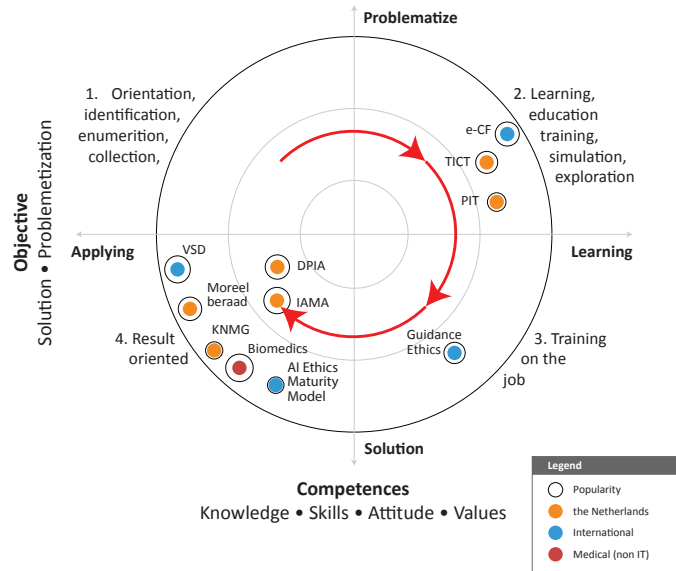 Problematize
1. Orientation,
identification,
enumerition,
collection,
2. Learning,
education
training,
simulation,
exploration
e-CF
TICT
PIT
Objective
Solution • Problemetization
Applying
Learning
VSD
DPIA
Moreel
beraad
IAMA
KNMG
4. Result
oriented
Biomedics
AI Ethics
Maturity
Model
Guidance
Ethics
3. Training
on the
job
Solution
Competences
Knowledge • Skills • Attitude • Values
Legend
Popularity
the Netherlands
International
Medical (non IT)